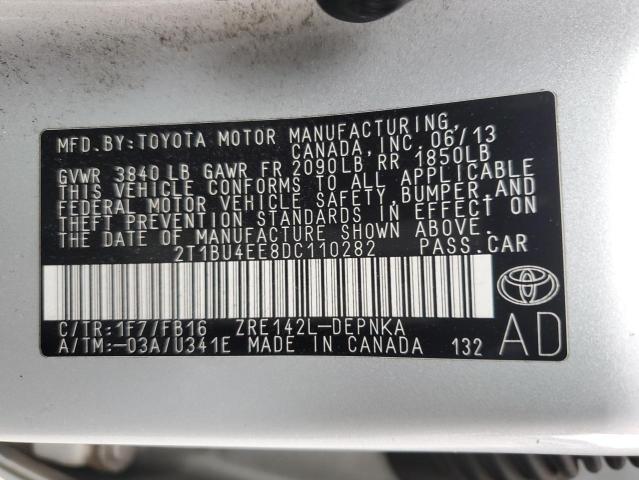 MFD. BY: TOYOTA MOTOR MANUFACTURING,
CANADA, INC. 06/13
GVWR 3840 LB GAWR FR 2090LB RR 1850LB
THIS VEHICLE CONFORMS TO ALL APPLICABLE
FEDERAL MOTOR VEHICLE SAFETY, BUMPER, AND
THEFT PREVENTION STANDARDS IN EFFECT ON
THE DATE OF MANUFACTURE SHOWN ABOVE.
2T1BU4EE8DC110282 PASS. CAR
C/TR: 1F7/FB16 ZRE142L-DEPNKA
A/TM: -03A/U341E MADE IN CANADA 132
AD